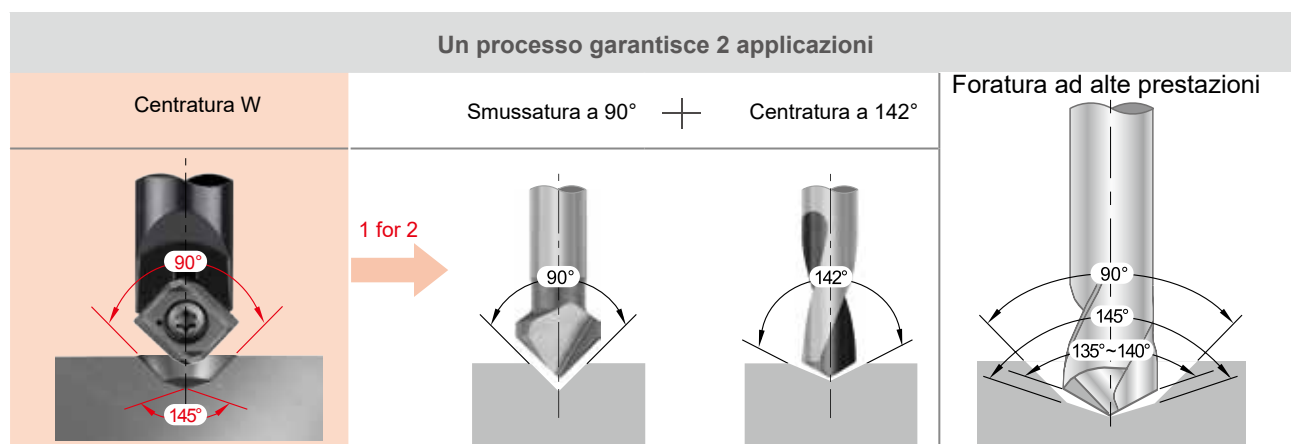 Un processo garantisce 2 applicazioni
Centratura W
Smussatura a 90°
Centratura a 142°
Foratura ad alte prestazioni
90°
145°
1 for 2
90°
142°
90°
145°
135°~140°